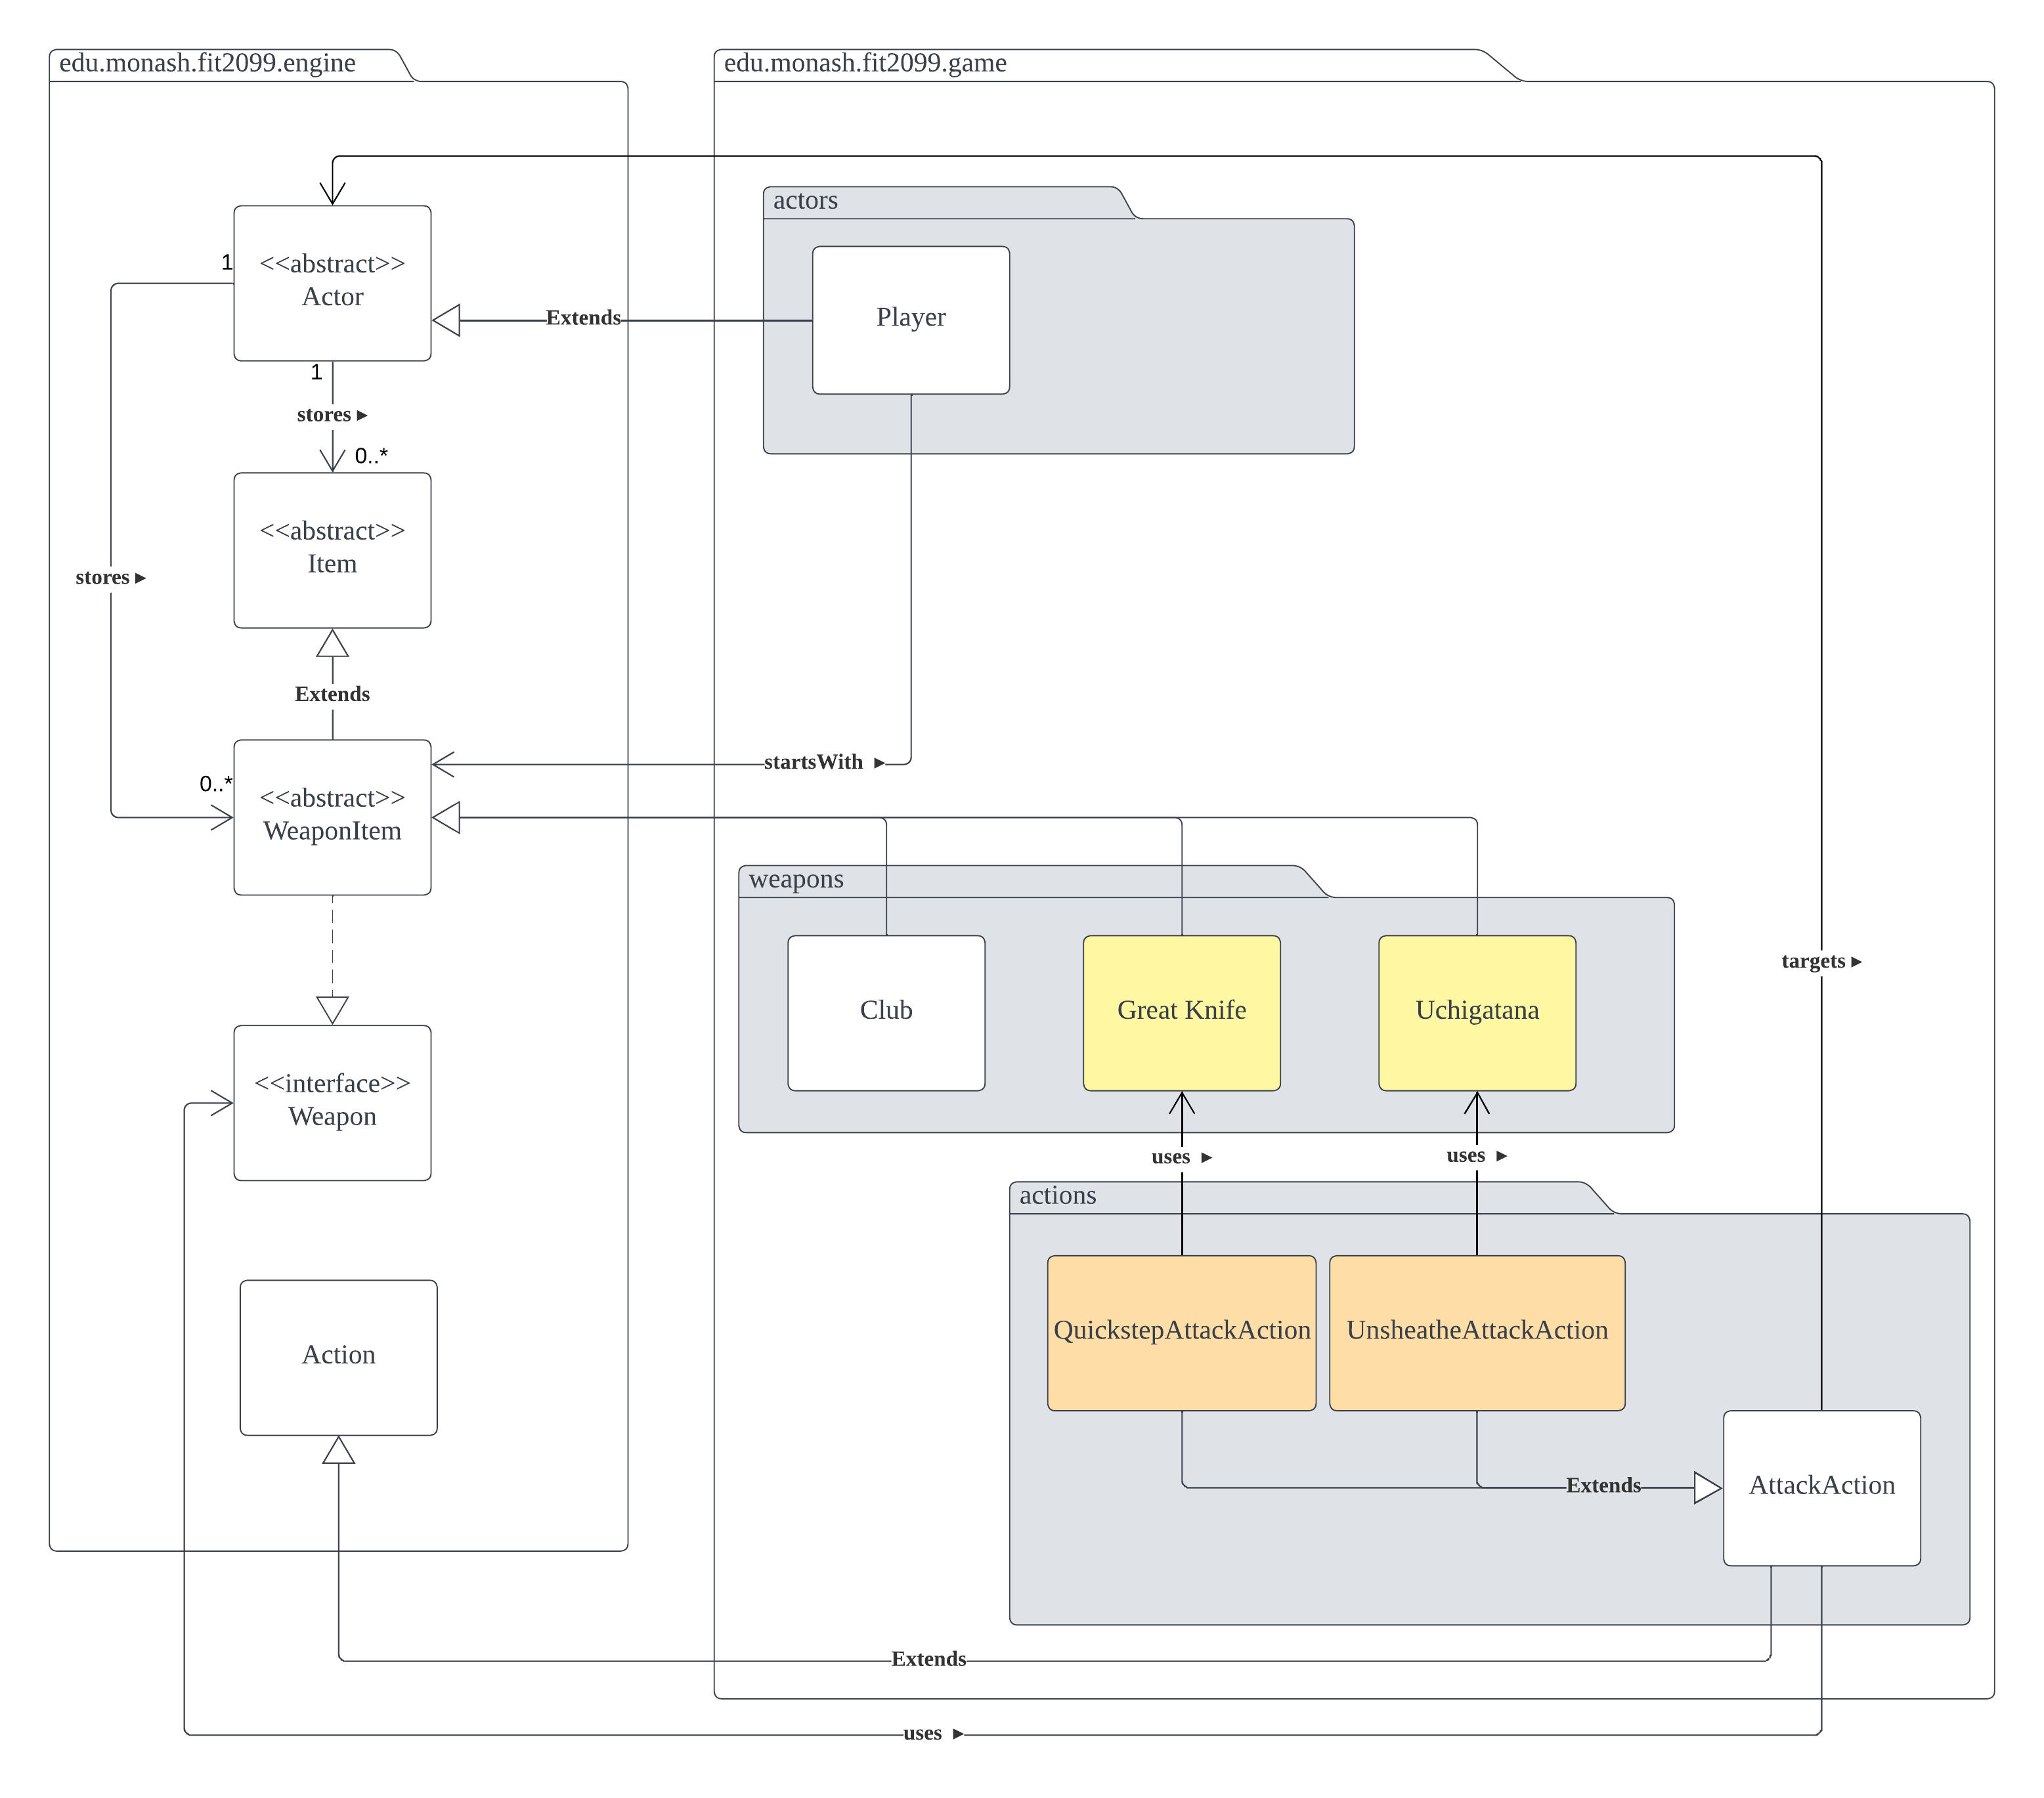 edu.monash.fit2099.engine
edu.monash.fit2099.game
actors
1
<<abstract>>
Actor
Extends
Player
1
stores ►
0..*
<<abstract>>
Item
stores ►
Extends
startsWith ►
0..*
<<abstract>>
WeaponItem
weapons
Club
Great Knife
Uchigatana
targets ►
<<interface>>
Weapon
uses ►
uses ►
actions
Action
QuickstepAttackAction
UnsheatheAttackAction
Extends
AttackAction
Extends
uses ►